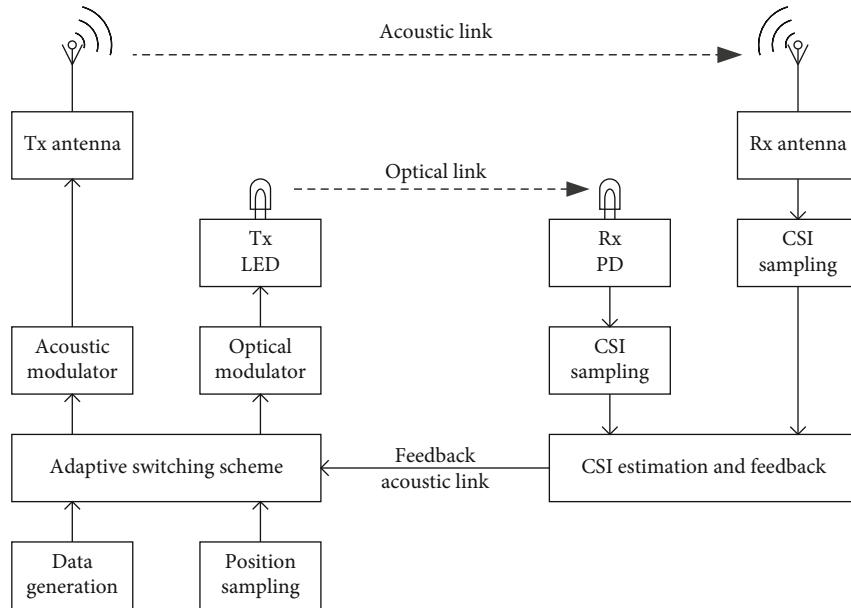 Acoustic link
Tx antenna
Rx antenna
Optical link
Tx
LED
Rx
PD
CSI
sampling
Acoustic
modulator
Optical
modulator
CSI
sampling
Adaptive switching scheme
Feedback
acoustic link
CSI estimation and feedback
Data
generation
Position
sampling